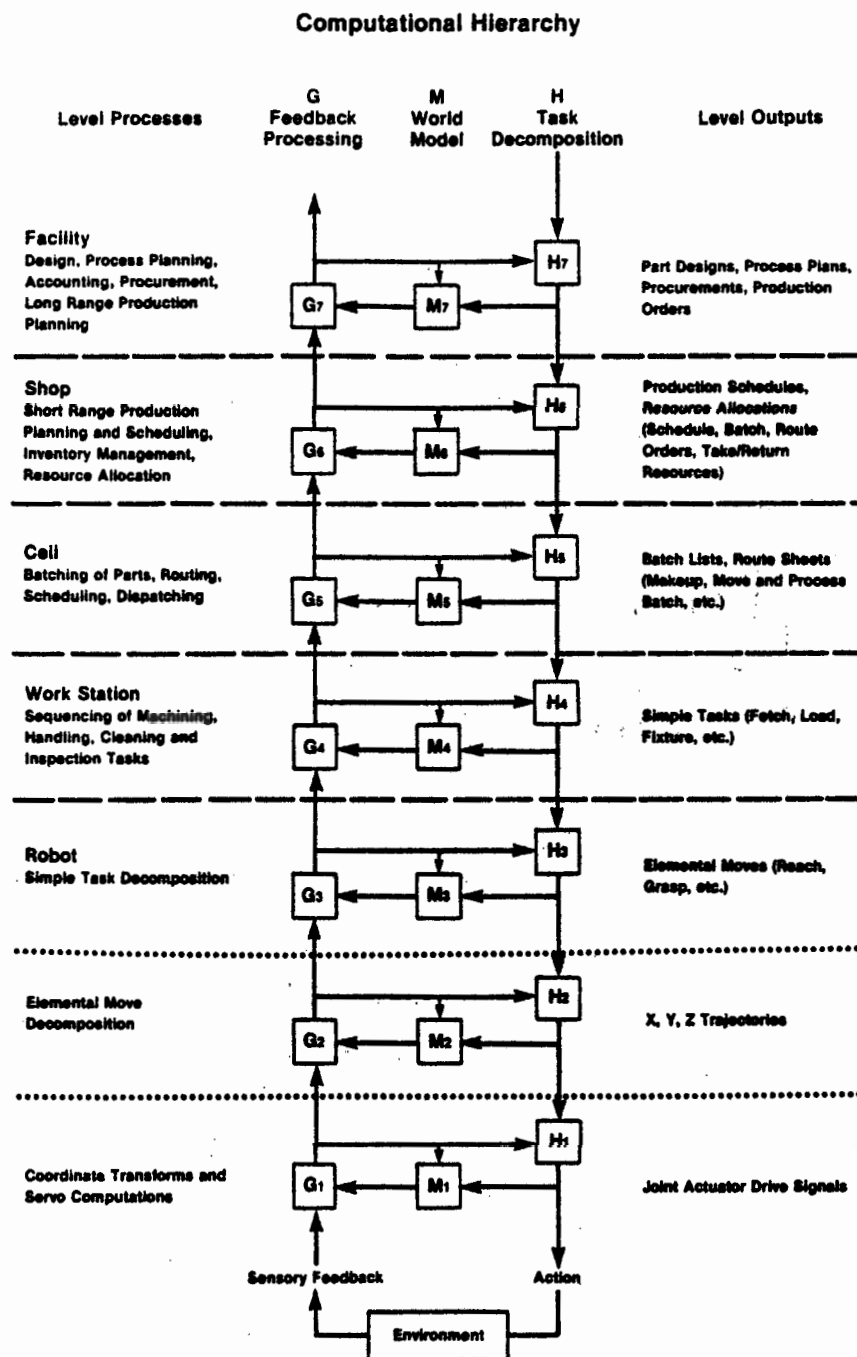 Computational Hierarchy
Level Processes
G
Feedback
Processing
M
World
Model
H
Task
Decomposition
Level Outputs
Facility
Design, Process Planning,
Accounting, Procurement,
Long Range Production
Planning
G7
M7
H7
Part Designs, Process Plans,
Procurements, Production
Orders
Shop
Short Range Production
Planning and Scheduling,
Inventory Management,
Resource Allocation
G6
M6
H6
Production Schedules,
Resource Allocations
(Schedule, Batch, Route
Orders, Take/Return
Resources)
Cell
Batching of Parts, Routing,
Scheduling, Dispatching
G5
M5
H5
Batch Lists, Route Sheets
(Makeup, Move and Process
Batch, etc.)
Work Station
Sequencing of Machining,
Handling, Cleaning and
Inspection Tasks
G4
M4
H4
Simple Tasks (Fetch, Load,
Fixture, etc.)
Robot
Simple Task Decomposition
G3
M3
H3
Elemental Moves (Reach,
Grasp, etc.)
Elemental Move
Decomposition
G2
M2
H2
X, Y, Z Trajectories
Coordinate Transforms and
Servo Computations
G1
M1
H1
Joint Actuator Drive Signals
Sensory Feedback
Action
Environment